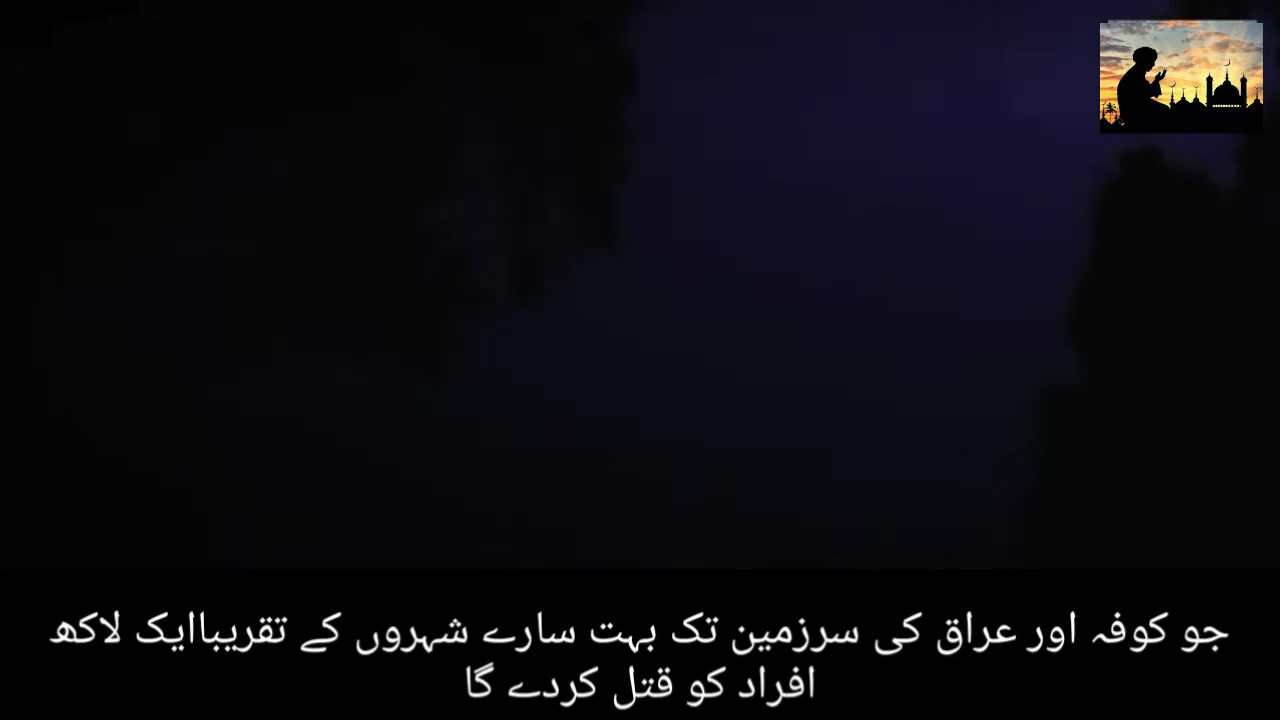 جو کوفہ اور عراق کی سرزمین تک بہت سارے شہروں کے تقریباایک لاکھ
افراد کو قتل کردے گا